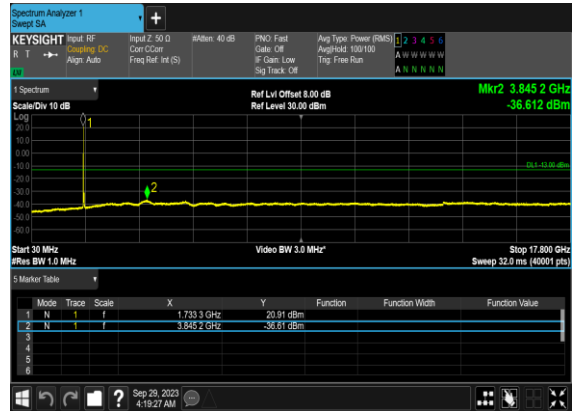 Spectrum Analyzer 1
Swept SA
+
KEYSIGHT Input: RF Input Z: 50 Ω #Atten: 40 dB PNO: Fast Avg Type: Power (RMS) 1 2 3 4 5 6
R T Coupling: DC Corr CCorr Gate: Off Avg|Hold: 100/100 A W W W W W
Align: Auto Freq Ref: Int (S) IF Gain: Low Trig: Free Run A N N N N N
Sig Track: Off
1 Spectrum Ref Lvl Offset 8.00 dB Mkr2 3.845 2 GHz
Scale/Div 10 dB Ref Level 30.00 dBm -36.612 dBm
Log
1
20.0
10.0
0.00
-10.0
DL1 -13.00 dBm
-20.0
2
-30.0
-40.0
-50.0
-60.0
Start 30 MHz Video BW 3.0 MHz* Stop 17.800 GHz
#Res BW 1.0 MHz Sweep 32.0 ms (40001 pts)
5 Marker Table
Mode Trace Scale X Y Function Function Width Function Value
1 N 1 f 1.733 3 GHz 20.91 dBm
2 N 1 f 3.845 2 GHz -36.61 dBm
3
4
5
6
? Sep 29, 2023
4:19:27 AM